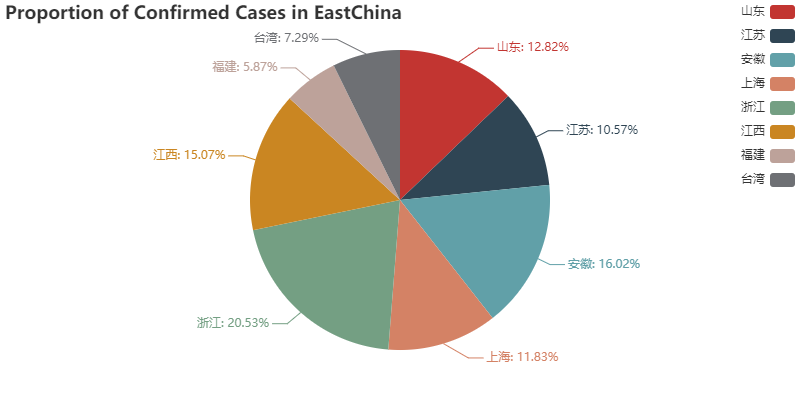 Proportion of Confirmed Cases in EastChina
山东
江苏
安徽
上海
浙江
江西
福建
台湾
山东: 12.82%
江苏: 10.57%
安徽: 16.02%
上海: 11.83%
浙江: 20.53%
江西: 15.07%
福建: 5.87%
台湾: 7.29%